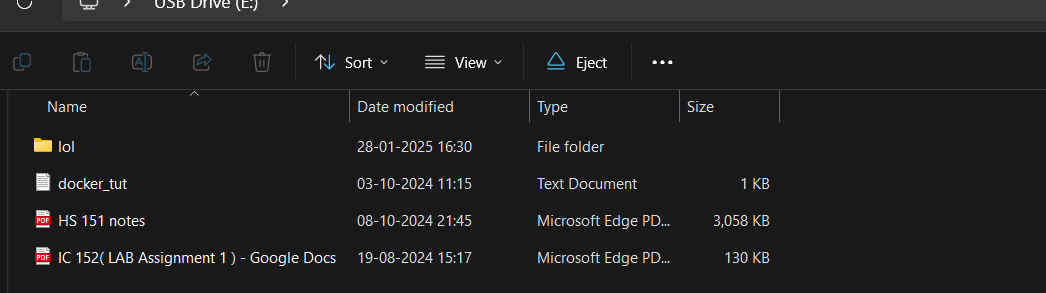 USB Drive (E:)
Sort View Eject
Name Date modified Type Size
lol 28-01-2025 16:30 File folder
docker_tut 03-10-2024 11:15 Text Document 1 KB
PDF HS 151 notes 08-10-2024 21:45 Microsoft Edge PD... 3,058 KB
PDF IC 152( LAB Assignment 1 ) - Google Docs 19-08-2024 15:17 Microsoft Edge PD... 130 KB